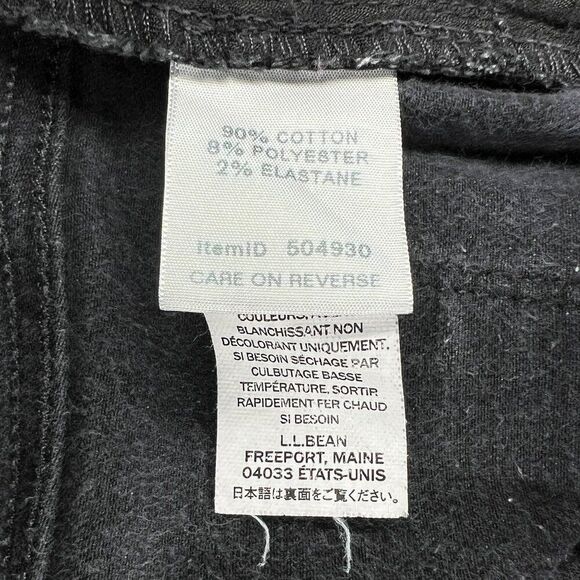 90% COTTON
8% POLYESTER
2% ELASTANE
ItemID 504930
CARE ON REVERSE
BLANCHISSANT NON
DÉCOLORANT UNIQUEMENT.
SI BESOIN SÉCHAGE PAR
CULBUTAGE BASSE
TEMPÉRATURE, SORTIR
RAPIDEMENT FER CHAUD
SI BESOIN
L.L.BEAN
FREEPORT, MAINE
04033 ÉTATS-UNIS
日本語は裏面をご覧ください。